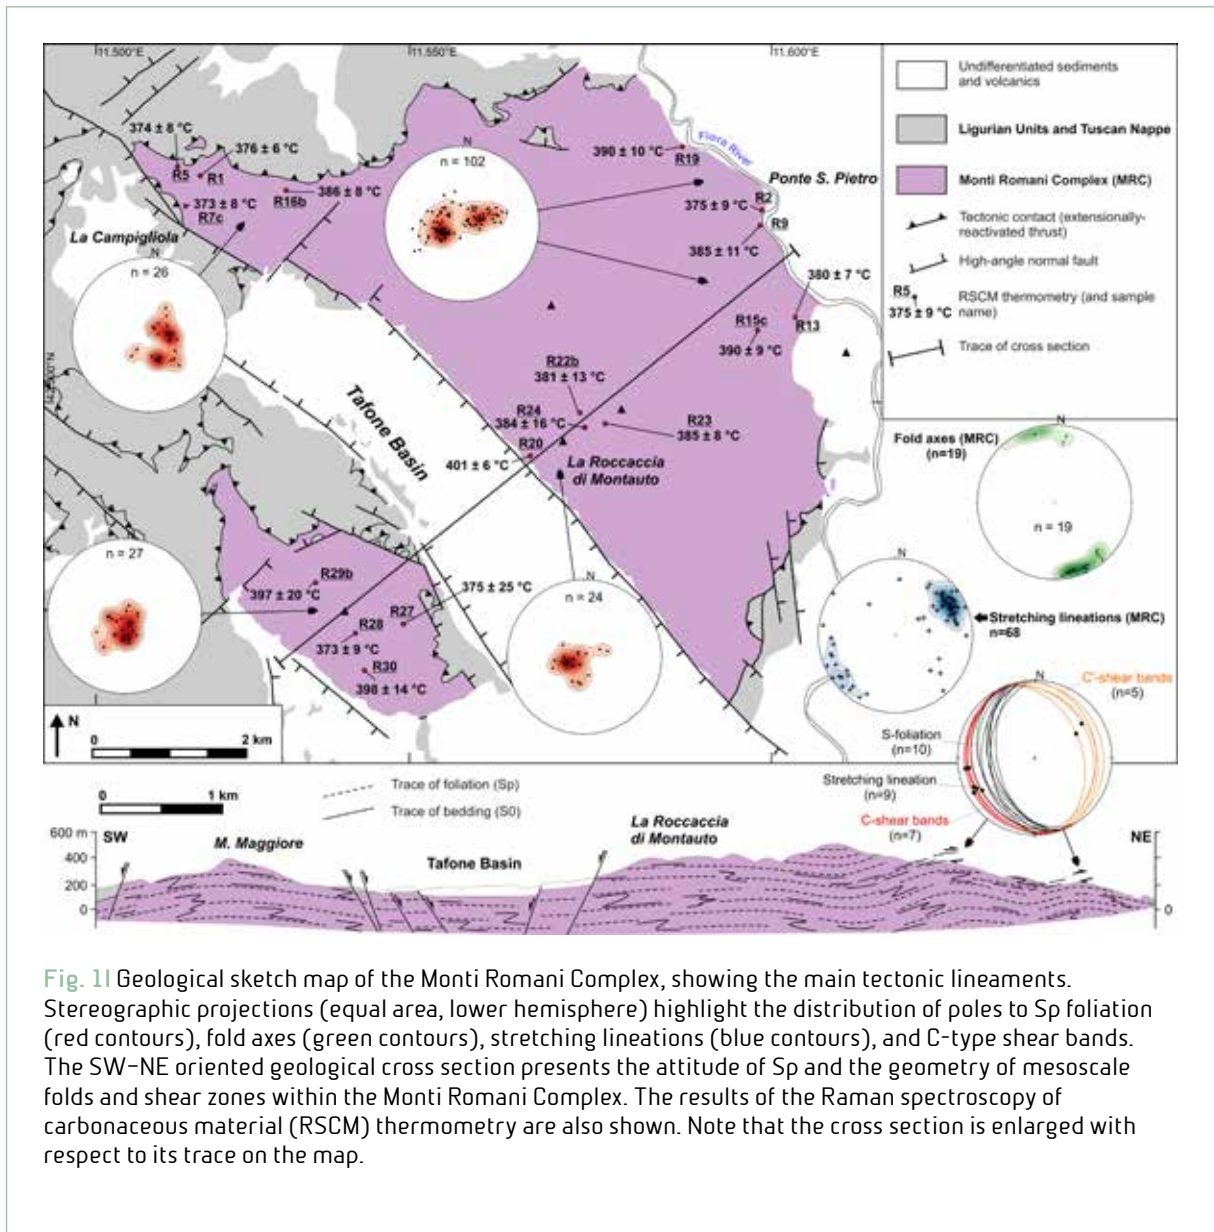 11.500°E
11.550°E
11.600°E
Undifferentiated sediments
and volcanics
Ligurian Units and Tuscan Nappe
Monti Romani Complex (MRC)
Tectonic contact (extensionally-
reactivated thrust)
High-angle normal fault
R5
375 ± 9 °C
RSCM thermometry (and sample
name)
Trace of cross section
374 ± 8 °C
376 ± 6 °C
R5
R1
386 ± 8 °C
R16b
373 ± 8 °C
R7c
La Campigliola
N
n = 26
N
n = 102
390 ± 10 °C
R19
Fiora River
Ponte S. Pietro
R2
375 ± 9 °C
R9
385 ± 11 °C
380 ± 7 °C
R15c
R13
390 ± 9 °C
R22b
381 ± 13 °C
R24
384 ± 16 °C
R23
385 ± 8 °C
R20
401 ± 6 °C
La Roccaccia
di Montauto
Tafone Basin
N
n = 27
R29b
397 ± 20 °C
R27
375 ± 25 °C
R28
373 ± 9 °C
R30
398 ± 14 °C
N
n = 24
Fold axes (MRC)
(n=19)
N
n = 19
N
Stretching lineations (MRC)
n=68
N
C'-shear bands
(n=5)
S-foliation
(n=10)
Stretching lineation
(n=9)
C-shear bands
(n=7)
N
0 2 km
0 1 km
Trace of foliation (Sp)
Trace of bedding (S0)
600 m
400
200
0
SW
M. Maggiore
Tafone Basin
La Roccaccia
di Montauto
NE
0
Fig. 1| Geological sketch map of the Monti Romani Complex, showing the main tectonic lineaments.
Stereographic projections (equal area, lower hemisphere) highlight the distribution of poles to Sp foliation
(red contours), fold axes (green contours), stretching lineations (blue contours), and C-type shear bands.
The SW–NE oriented geological cross section presents the attitude of Sp and the geometry of mesoscale
folds and shear zones within the Monti Romani Complex. The results of the Raman spectroscopy of
carbonaceous material (RSCM) thermometry are also shown. Note that the cross section is enlarged with
respect to its trace on the map.